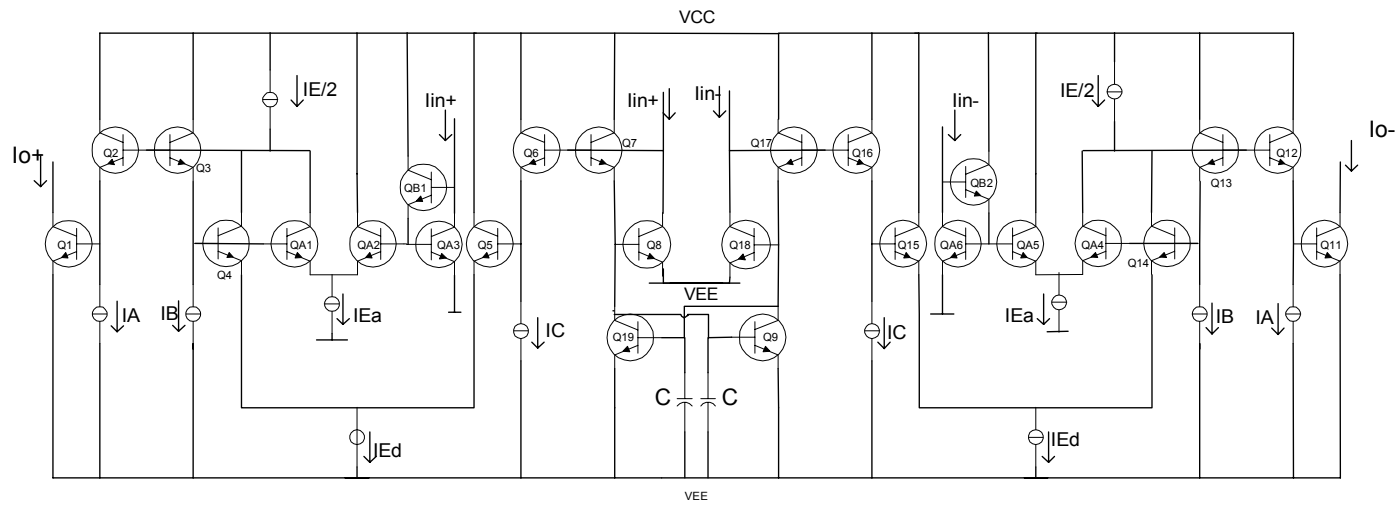 VCC
IE/2
Iin+
Iin+
Iin-
Iin-
IE/2
Io+
Io-
Q2
Q3
Q6
Q7
Q17
Q16
Q13
Q12
QB1
QB2
Q1
Q4
QA1
QA2
QA3
Q5
Q8
Q18
Q15
QA6
QA5
QA4
Q14
Q11
VEE
IA
IB
IEa
IC
Q19
Q9
IC
IEa
IB
IA
C
C
IEd
IEd
VEE